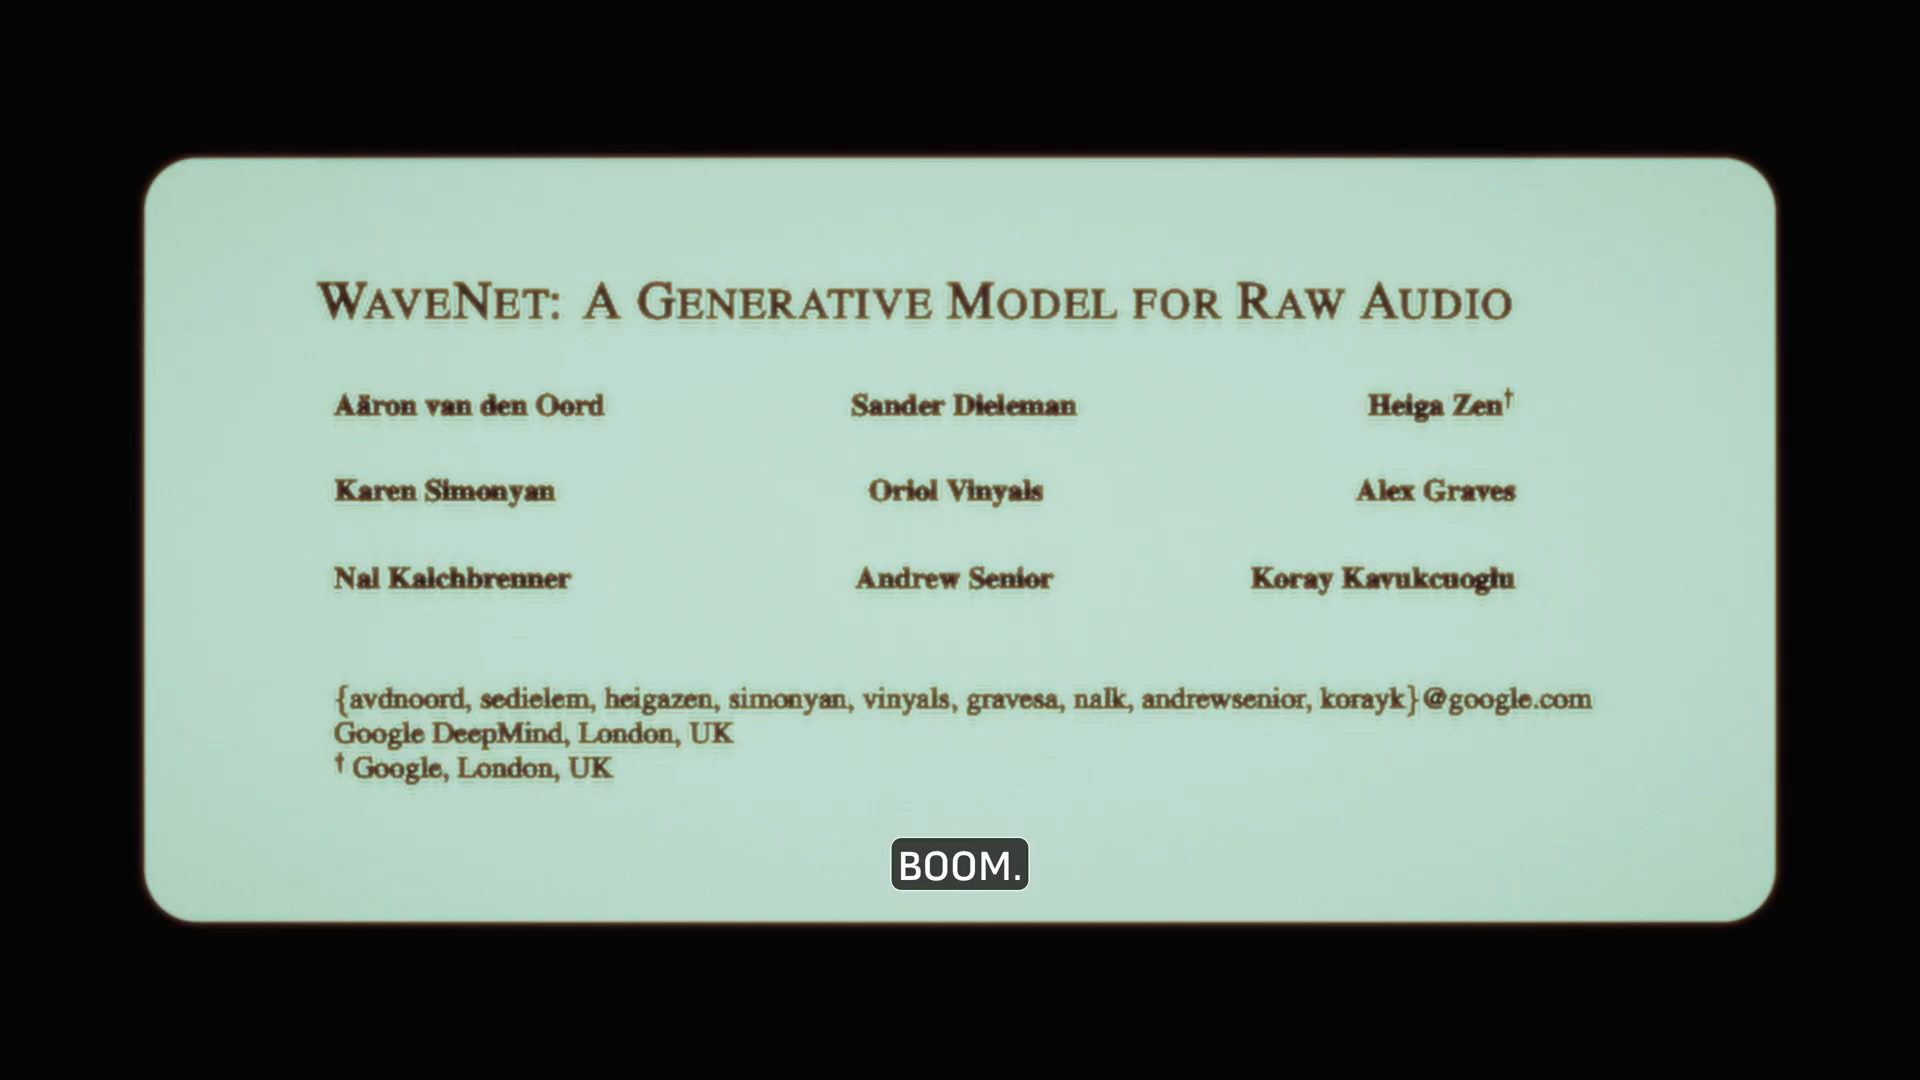 WaveNet: A Generative Model for Raw Audio
Aäron van den Oord Sander Dieleman Heiga Zen†
Karen Simonyan Oriol Vinyals Alex Graves
Nal Kalchbrenner Andrew Senior Koray Kavukcuoglu
{avdnoord, sedielem, heigazen, simonyan, vinyals, gravesa, nalk, andrewsenior, korayk}@google.com
Google DeepMind, London, UK
† Google, London, UK
BOOM.